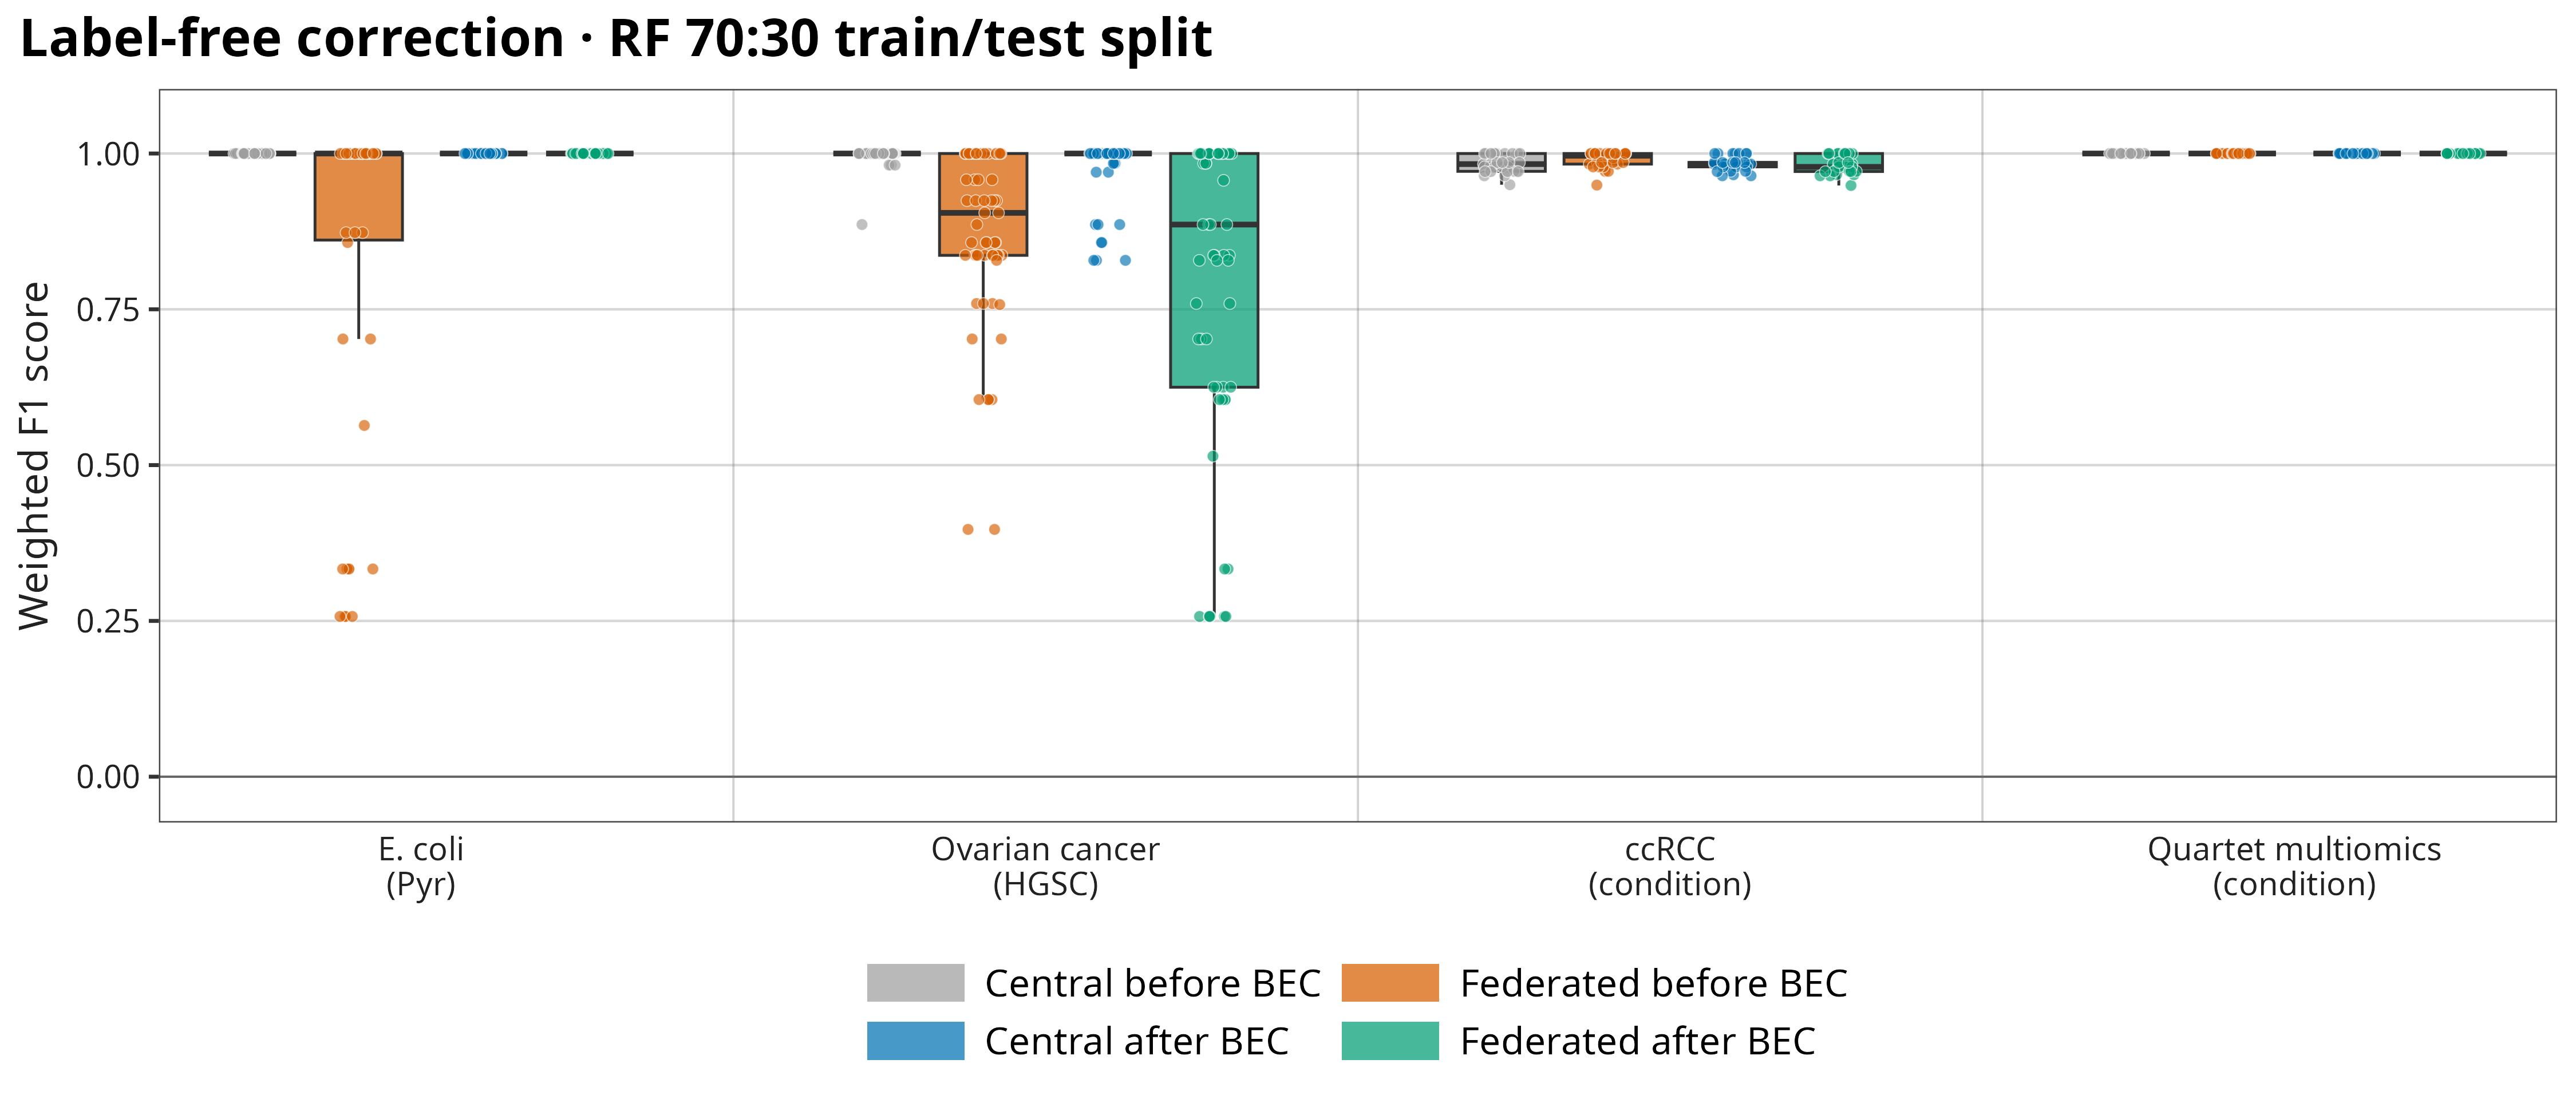 Label-free correction · RF 70:30 train/test split
Weighted F1 score
1.00
0.75
0.50
0.25
0.00
E. coli
(Pyr)
Ovarian cancer
(HGSC)
ccRCC
(condition)
Quartet multiomics
(condition)
Central before BEC
Federated before BEC
Central after BEC
Federated after BEC